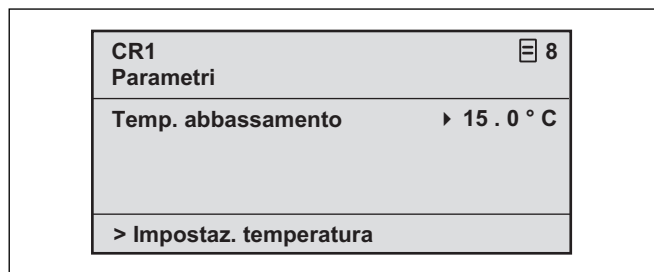 CR1 8
Parametri
Temp. abbassamento 15.0°C
> Impostaz. temperatura